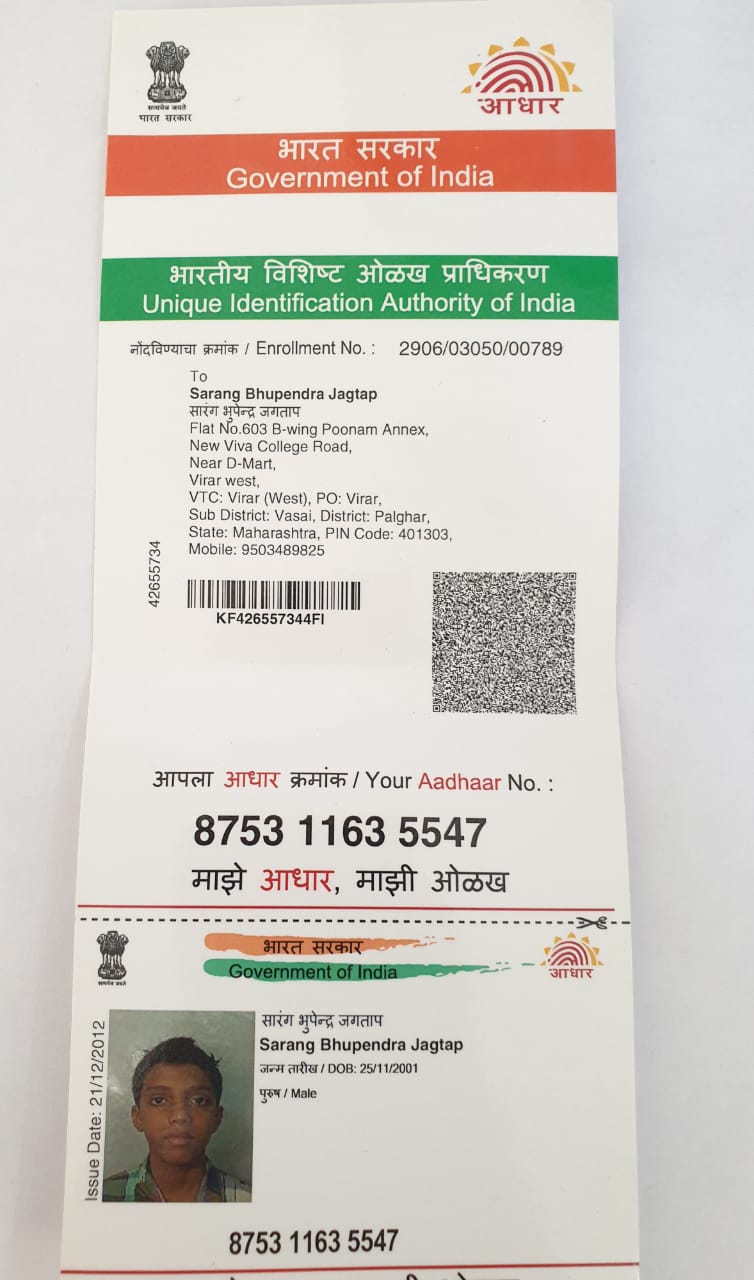 सत्यमेव जयते
भारत सरकार
आधार
भारत सरकार
Government of India
भारतीय विशिष्ट ओळख प्राधिकरण
Unique Identification Authority of India
नोंदविण्याचा क्रमांक / Enrollment No. : 2906/03050/00789
To
Sarang Bhupendra Jagtap
सारंग भुपेन्द्र जगताप
Flat No.603 B-wing Poonam Annex,
New Viva College Road,
Near D-Mart,
Virar west,
VTC: Virar (West), PO: Virar,
Sub District: Vasai, District: Palghar,
State: Maharashtra, PIN Code: 401303,
Mobile: 9503489825
42655734
KF426557344FI
आपला आधार क्रमांक / Your Aadhaar No. :
8753 1163 5547
माझे आधार, माझी ओळख
सत्यमेव जयते
भारत सरकार
Government of India
आधार
Issue Date: 21/12/2012
सारंग भुपेन्द्र जगताप
Sarang Bhupendra Jagtap
जन्म तारीख / DOB: 25/11/2001
पुरुष / Male
8753 1163 5547